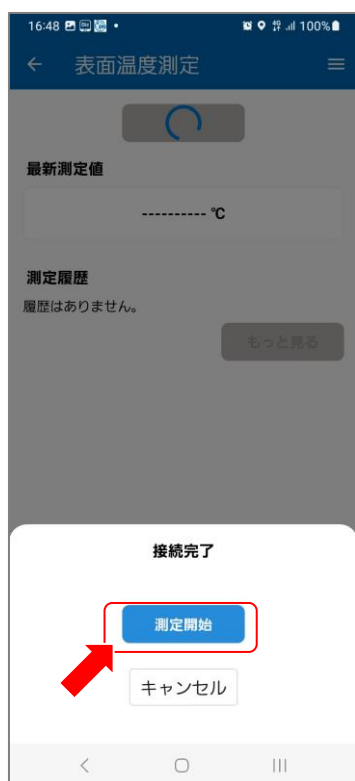 16:48 100%
表面温度測定
最新測定値
---------- ℃
測定履歴
履歴はありません。
もっと見る
接続完了
測定開始
キャンセル